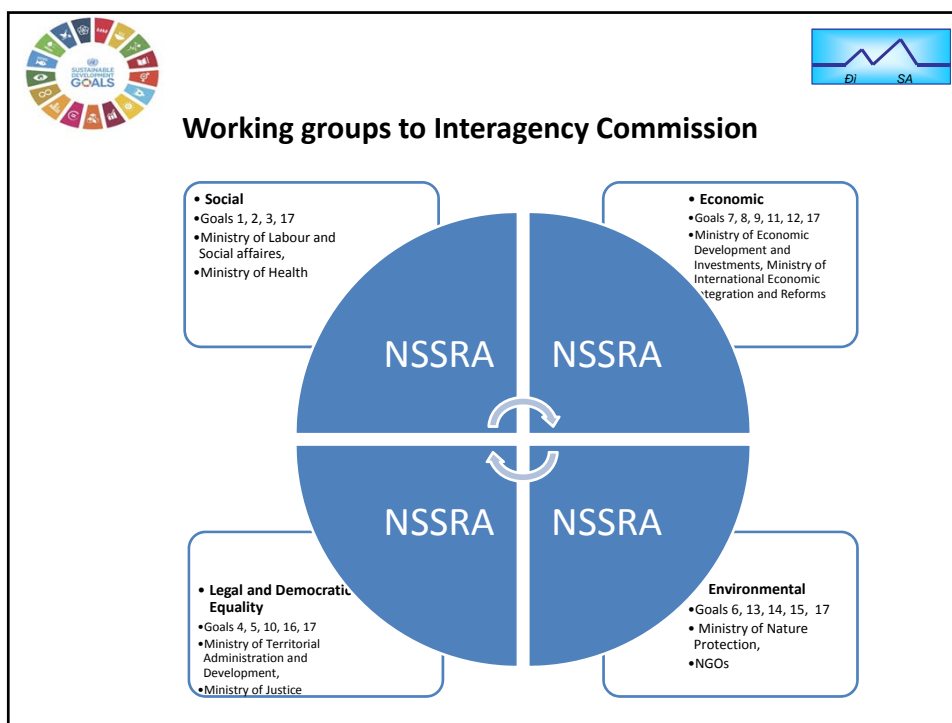 SUSTAINABLE
DEVELOPMENT
GOALS
Ði SA
Working groups to Interagency Commission
• Social
•Goals 1, 2, 3, 17
•Ministry of Labour and
Social affaires,
•Ministry of Health
• Economic
•Goals 7, 8, 9, 11, 12, 17
•Ministry of Economic
Development and
Investments, Ministry of
International Economic
ntegration and Reforms
NSSRA
NSSRA
NSSRA
NSSRA
• Legal and Democratic
Equality
•Goals 4, 5, 10, 16, 17
•Ministry of Territorial
Administration and
Development,
•Ministry of Justice
Environmental
•Goals 6, 13, 14, 15, 17
• Ministry of Nature
Protection,
•NGOs